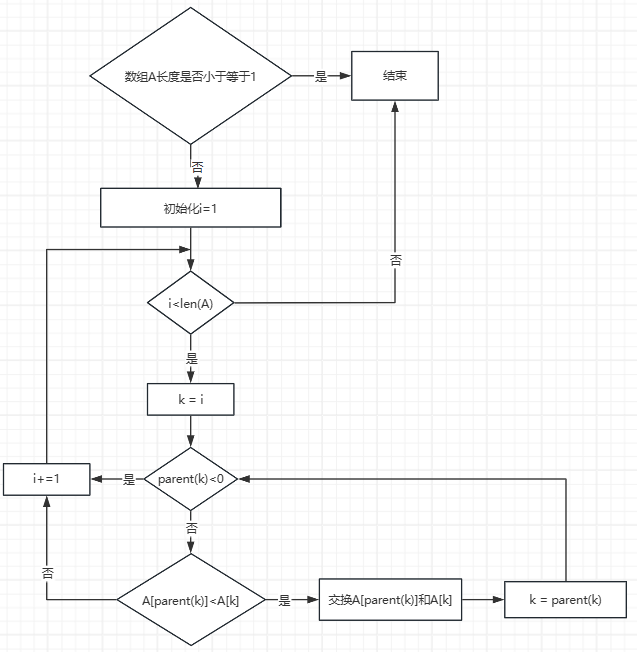 数组A长度是否小于等于1
是
结束
否
初始化i=1
否
i<len(A)
是
k = i
parent(k)<0
是
i+=1
否
否
A[parent(k)]<A[k]
是
交换A[parent(k)]和A[k]
k = parent(k)